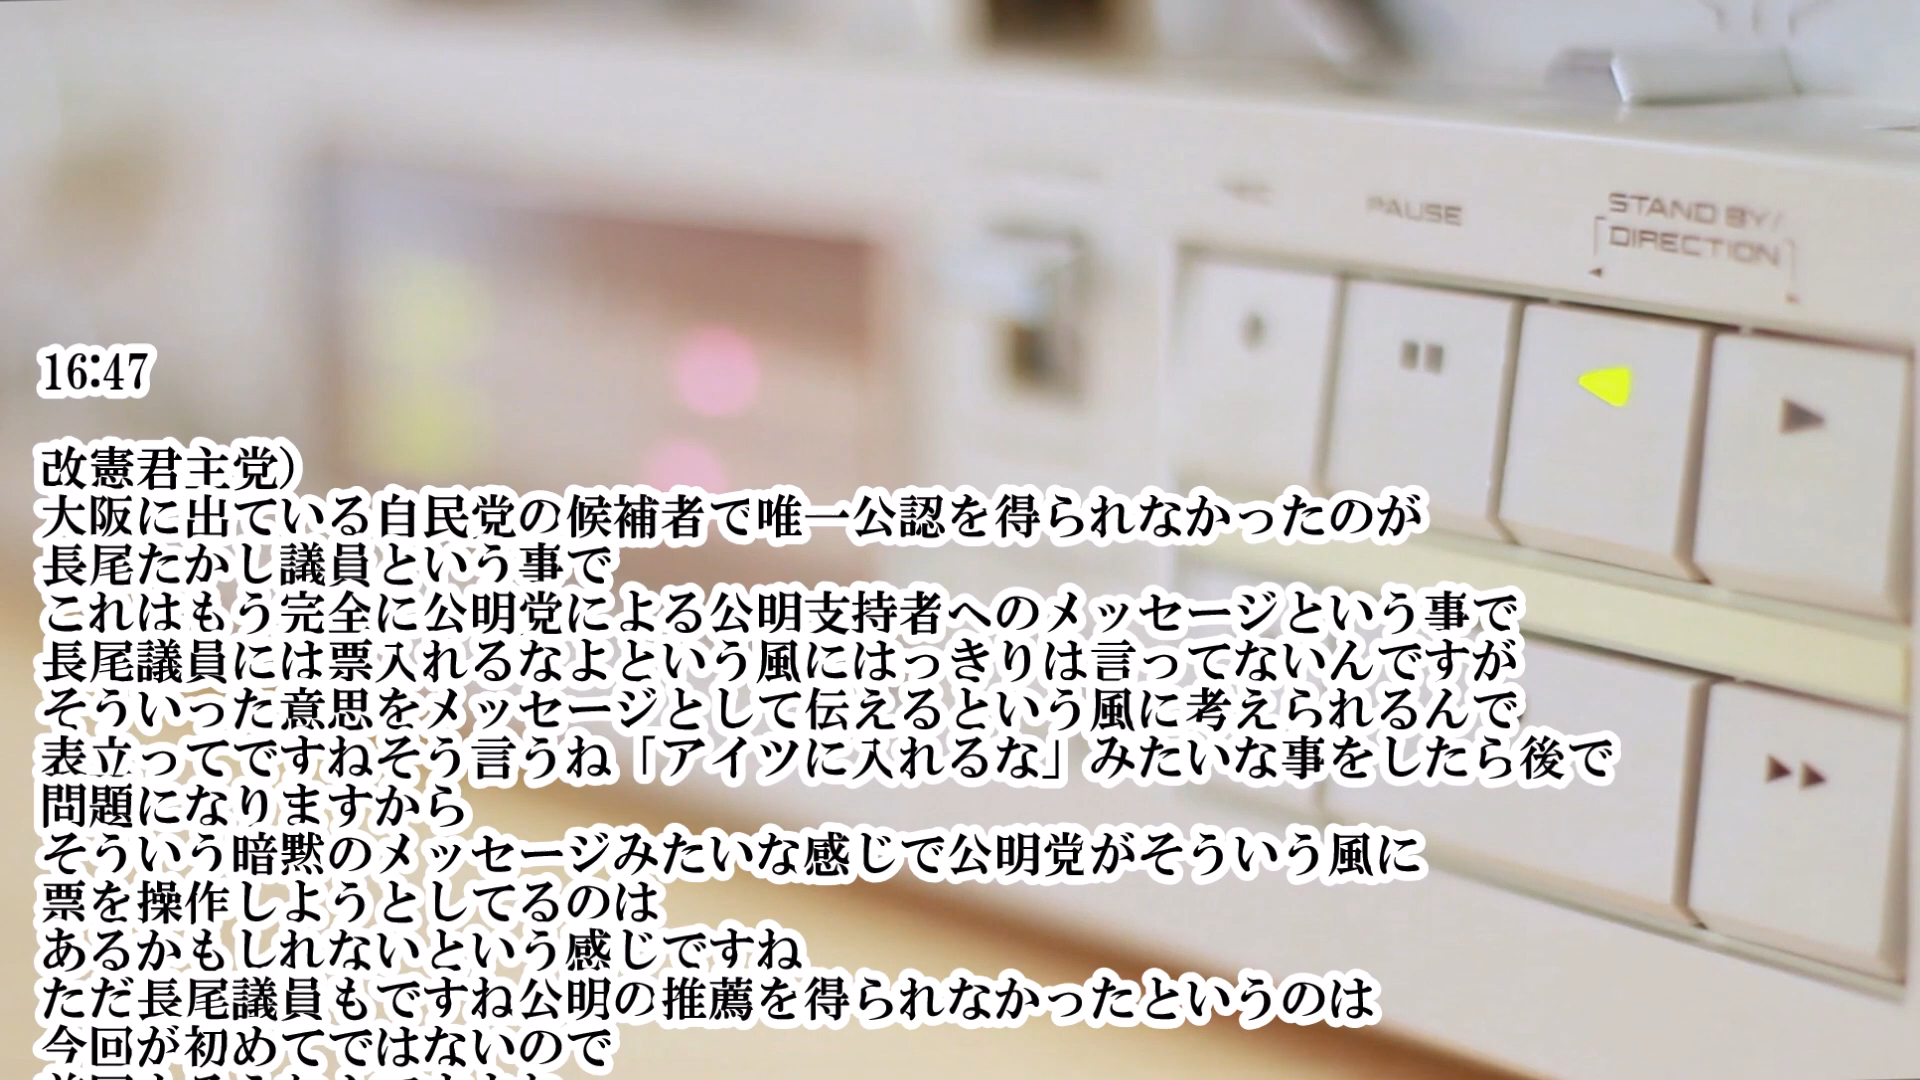 PAUSE
STAND BY/
DIRECTION
16:47
改憲君主党)
大阪に出ている自民党の候補者で唯一公認を得られなかったのが
長尾たかし議員という事で
これはもう完全に公明党による公明支持者へのメッセージという事で
長尾議員には票入れるなよという風にはっきりは言ってないんですが
そういった意思をメッセージとして伝えるという風に考えられるんで
表立ってですねそう言うね「アイツに入れるな」みたいな事をしたら後で
問題になりますから
そういう暗黙のメッセージみたいな感じで公明党がそういう風に
票を操作しようとしてるのは
あるかもしれないという感じですね
ただ長尾議員もですね公明の推薦を得られなかったというのは
今回が初めてではないので